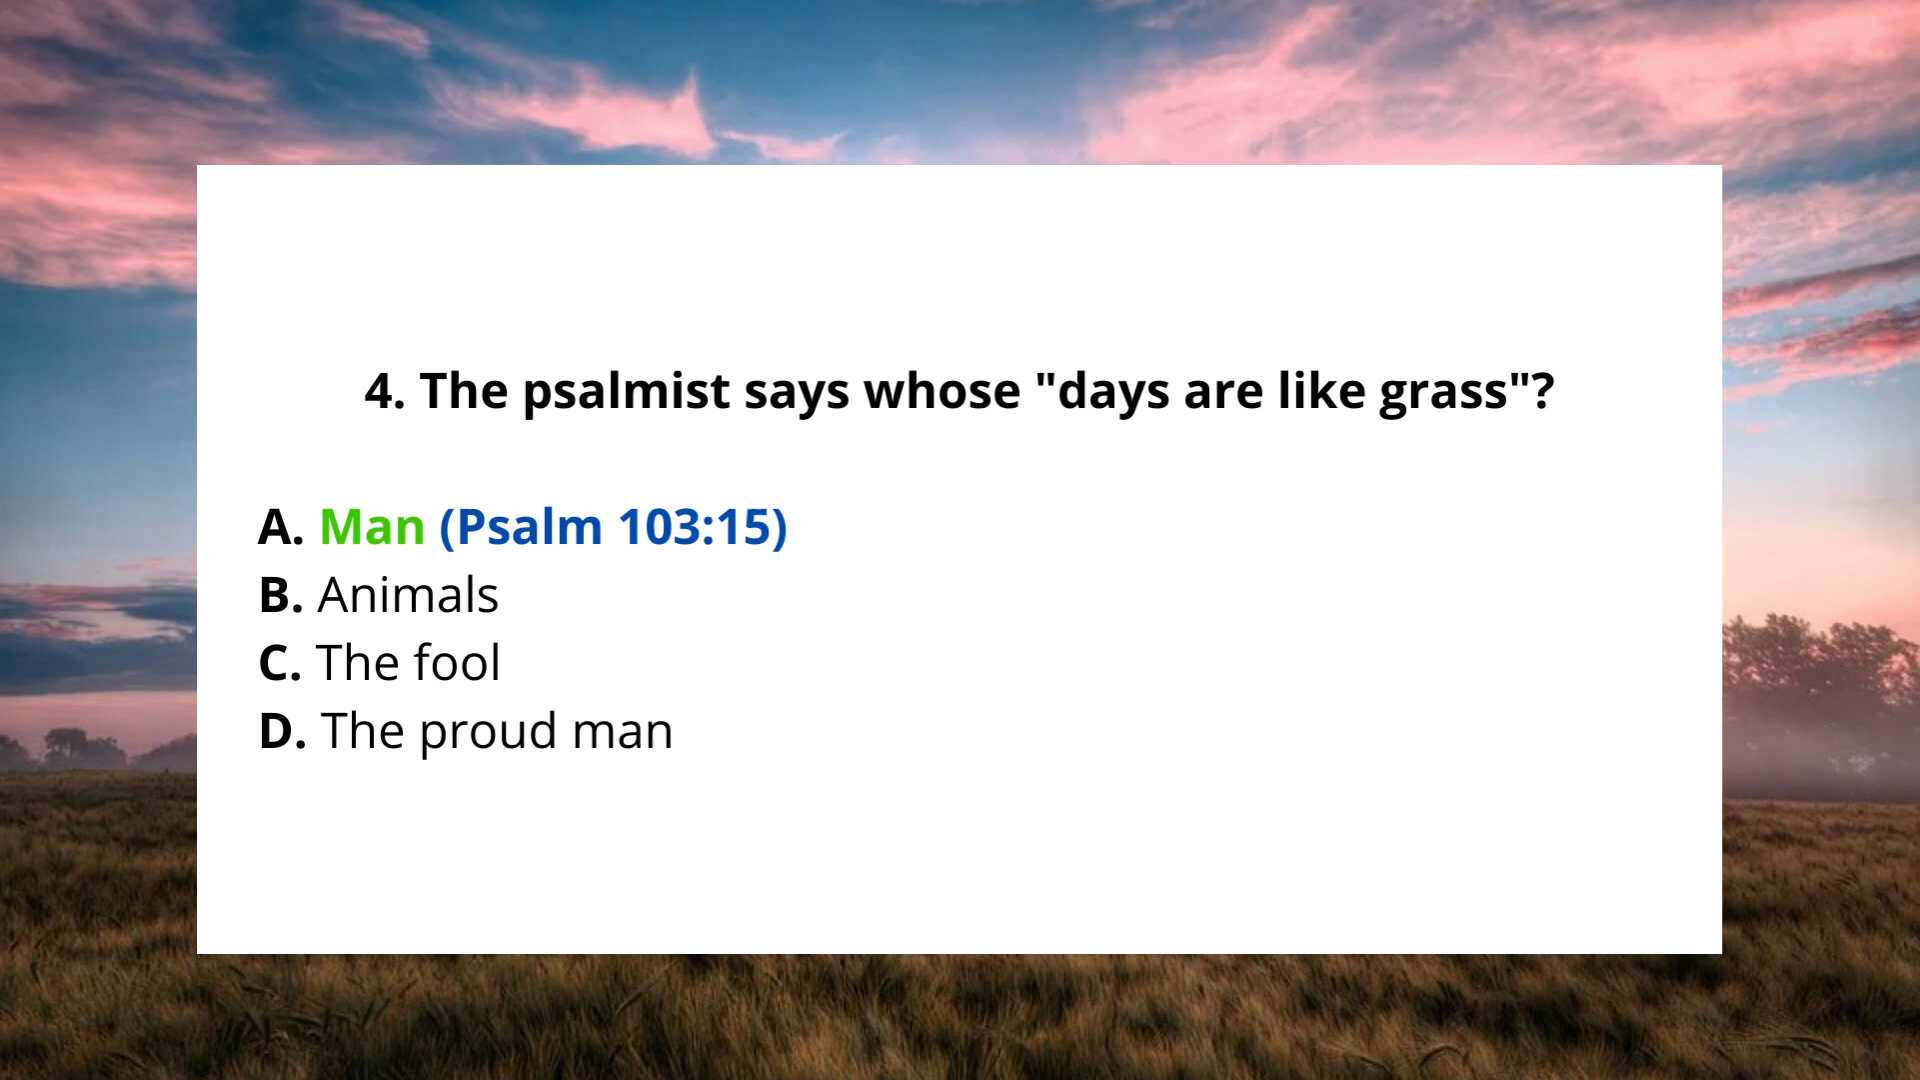 4. The psalmist says whose "days are like grass"?
A. Man (Psalm 103:15)
B. Animals
C. The fool
D. The proud man